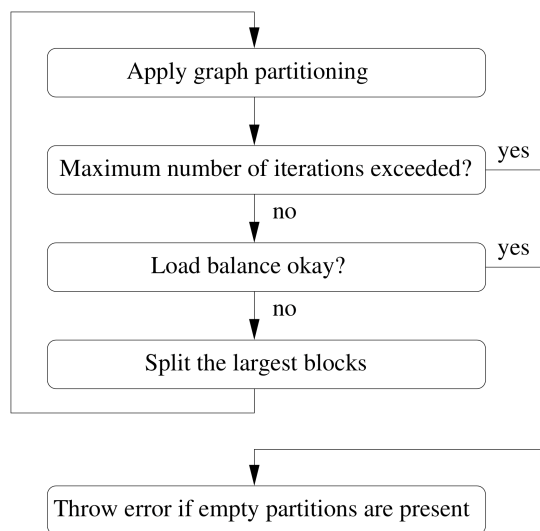 Apply graph partitioning
Maximum number of iterations exceeded?
yes
no
Load balance okay?
yes
no
Split the largest blocks
Throw error if empty partitions are present